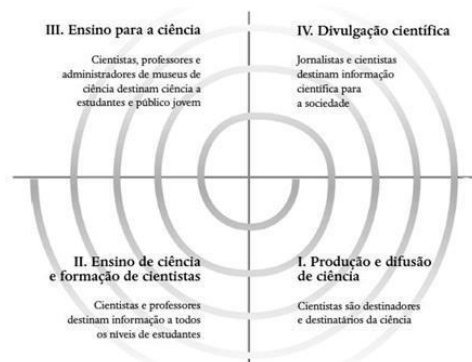 III. Ensino para a ciência
Cientistas, professores e
administradores de museus de
ciência destinam ciência a
estudantes e público jovem
IV. Divulgação científica
Jornalistas e cientistas
destinam informação
científica para
a sociedade
II. Ensino de ciência
e formação de cientistas
Cientistas e professores
destinam informação a todos
os níveis de estudantes
I. Produção e difusão
de ciência
Cientistas são destinadores
e destinatários da ciência